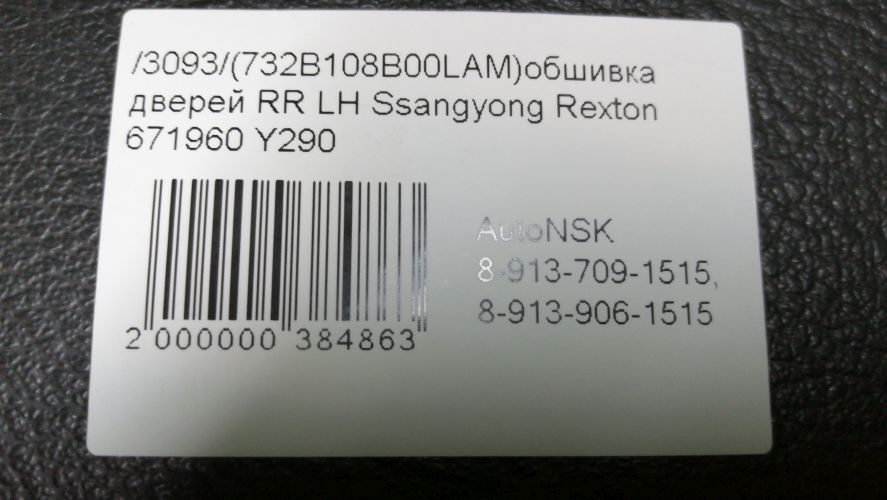 /3093/(732B108B00LAM)обшивка
дверей RR LH Ssangyong Rexton
671960 Y290
AutoNSK
8-913-709-1515,
8-913-906-1515
2 000000 384863